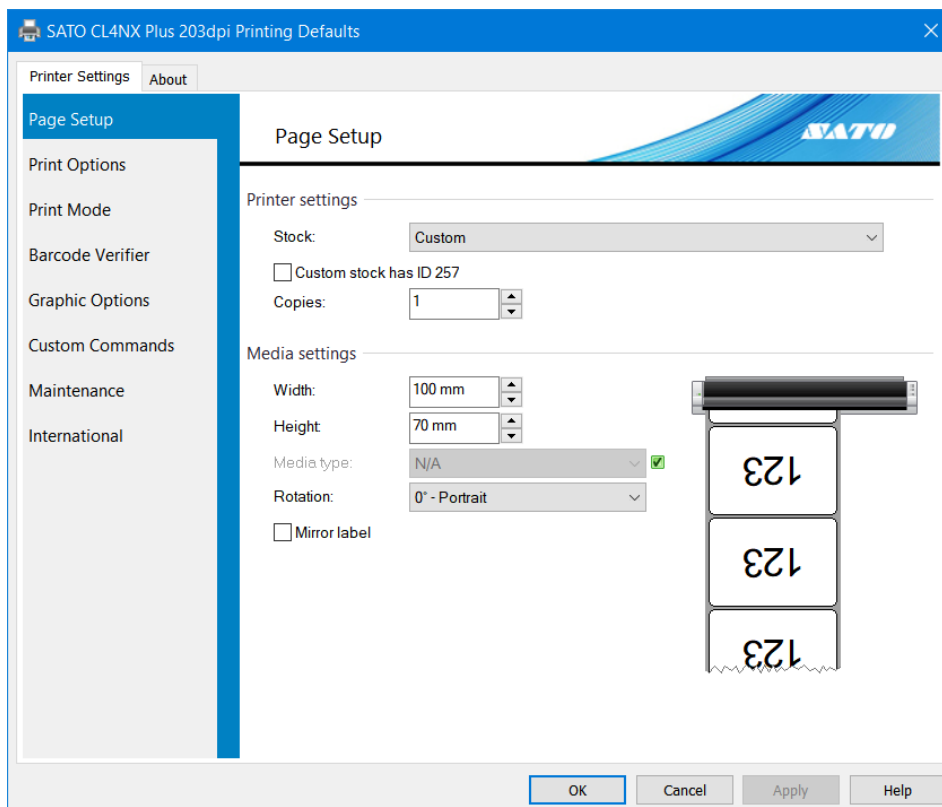 SATO CL4NX Plus 203dpi Printing Defaults
Printer Settings
About
Page Setup
Print Options
Print Mode
Barcode Verifier
Graphic Options
Custom Commands
Maintenance
International
Page Setup
SATO
Printer settings
Stock: Custom
Custom stock has ID 257
Copies: 1
Media settings
Width: 100 mm
Height: 70 mm
Media type: N/A
Rotation: 0° - Portrait
Mirror label
123
123
123
OK Cancel Apply Help